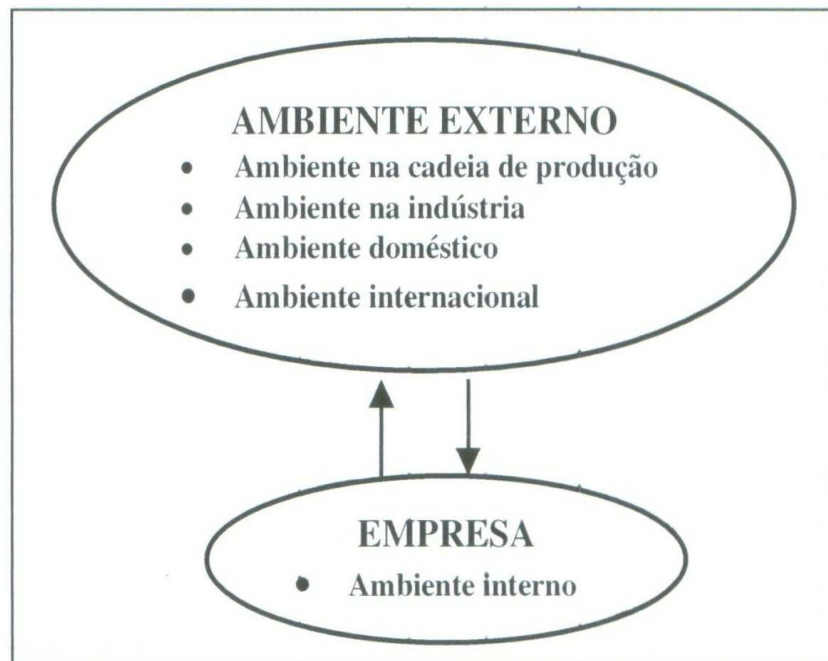 AMBIENTE EXTERNO
• Ambiente na cadeia de produção
• Ambiente na indústria
• Ambiente doméstico
• Ambiente internacional
EMPRESA
• Ambiente interno